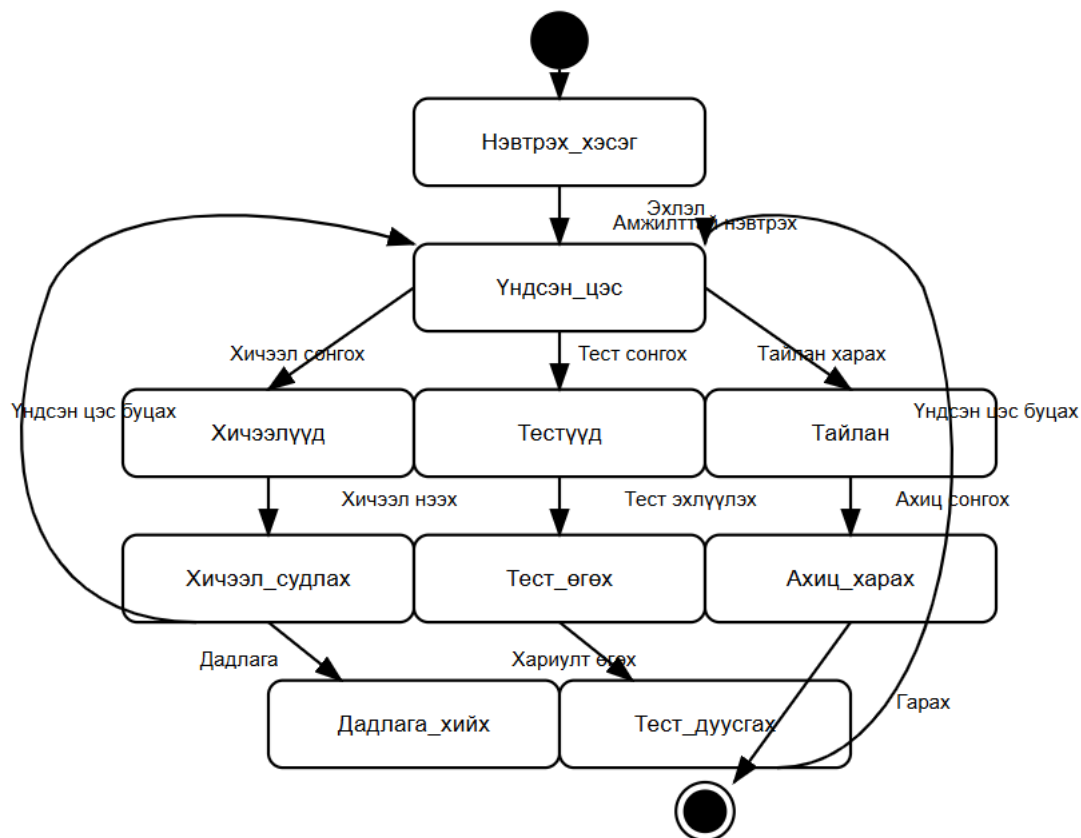 Нэвтрэх_хэсэг
Эхлэл
Амжилттай нэвтрэх
Үндсэн_цэс
Хичээл сонгох
Тест сонгох
Тайлан харах
Үндсэн цэс буцах
Үндсэн цэс буцах
Хичээлүүд
Тестүүд
Тайлан
Хичээл нээх
Тест эхлүүлэх
Ахиц сонгох
Хичээл_судлах
Тест_өгөх
Ахиц_харах
Дадлага
Хариулт өгөх
Гарах
Дадлага_хийх
Тест_дуусгах